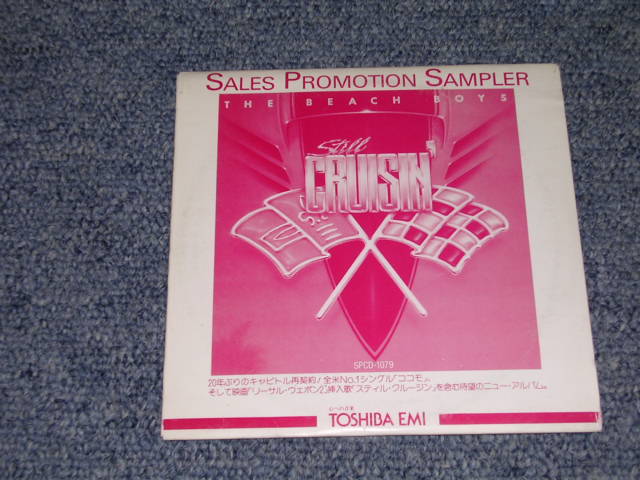 SALES PROMOTION SAMPLER
THE BEACH BOYS
Still
CRUISIN'
SPCD-1079
20年ぶりのキャピトル再契約!全米No.1シングル「ココモ」。
そして映画「リーサル・ウェポン2」挿入歌「スティル・クルージン」を含む待望のニュー・アルバム。
TOSHIBA EMI